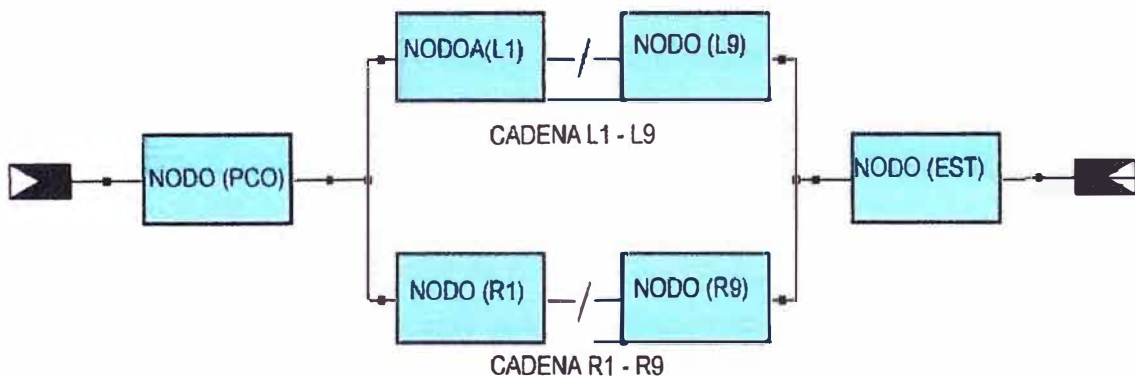 NODOA(L1)
NODO (L9)
CADENA L1 - L9
NODO (PCO)
NODO (EST)
NODO (R1)
NODO (R9)
CADENA R1 - R9